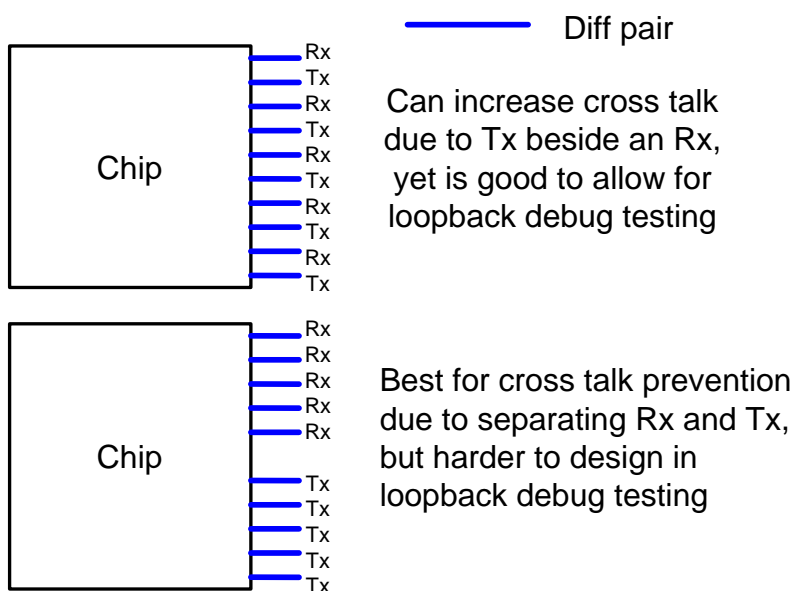 Diff pair
Rx
Tx
Rx
Tx
Rx
Tx
Rx
Tx
Rx
Tx
Chip
Can increase cross talk
due to Tx beside an Rx,
yet is good to allow for
loopback debug testing
Rx
Rx
Rx
Rx
Rx
Tx
Tx
Tx
Tx
Tx
Chip
Best for cross talk prevention
due to separating Rx and Tx,
but harder to design in
loopback debug testing